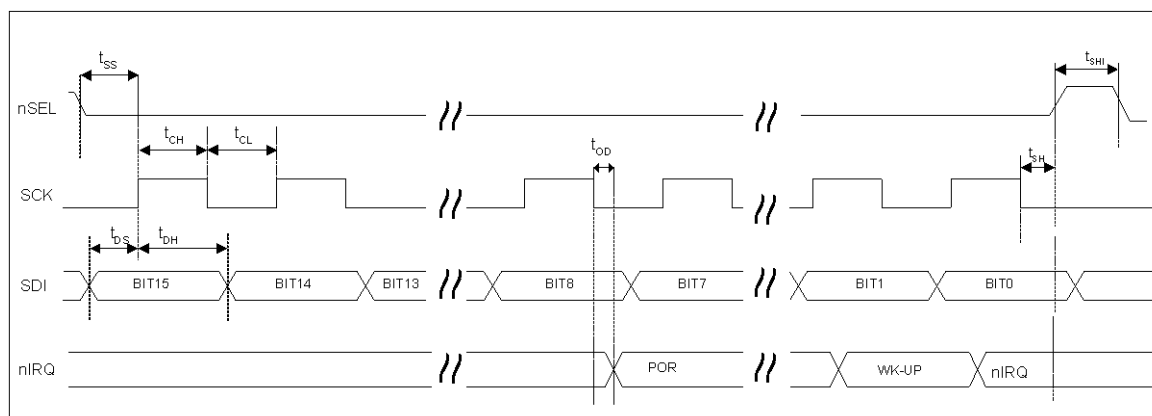 tSS
tSHI
nSEL
tCH tCL
tOD
tSH
SCK
tDS tDH
SDI BIT15 BIT14 BIT13 BIT8 BIT7 BIT1 BIT0
nIRQ POR WK-UP nIRQ